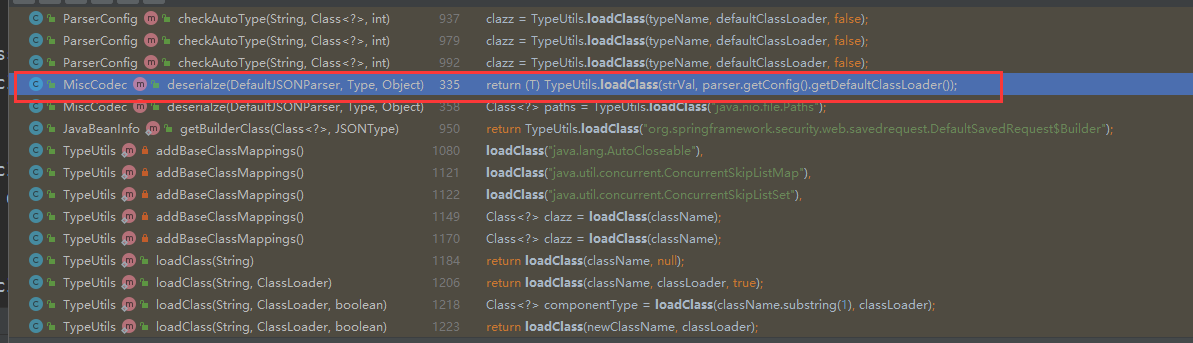 C m ParserConfig checkAutoType(String, Class<?>, int) 937 clazz = TypeUtils.loadClass(typeName, defaultClassLoader, false);
C ParserConfig m checkAutoType(String, Class<?>, int) 979 clazz = TypeUtils.loadClass(typeName, defaultClassLoader, false);
C ParserConfig m checkAutoType(String, Class<?>, int) 992 clazz = TypeUtils.loadClass(typeName, defaultClassLoader, false);
C MiscCodec m deserialze(DefaultJSONParser, Type, Object) 335 return (T) TypeUtils.loadClass(strVal, parser.getConfig().getDefaultClassLoader());
C MiscCodec m deserialze(DefaultJSONParser, Type, Object) 358 Class<?> paths = TypeUtils.loadClass("java.nio.file.Paths");
C JavaBeanInfo m getBuilderClass(Class<?>, JSONType) 950 return TypeUtils.loadClass("org.springframework.security.web.savedrequest.DefaultSavedRequest$Builder");
C TypeUtils m addBaseClassMappings() 1080 loadClass("java.lang.AutoCloseable"),
C TypeUtils m addBaseClassMappings() 1121 loadClass("java.util.concurrent.ConcurrentSkipListMap"),
C TypeUtils m addBaseClassMappings() 1122 loadClass("java.util.concurrent.ConcurrentSkipListSet"),
C TypeUtils m addBaseClassMappings() 1149 Class<?> clazz = loadClass(className);
C TypeUtils m addBaseClassMappings() 1170 Class<?> clazz = loadClass(className);
C TypeUtils m loadClass(String) 1184 return loadClass(className, null);
C TypeUtils m loadClass(String, ClassLoader) 1206 return loadClass(className, classLoader, true);
C TypeUtils m loadClass(String, ClassLoader, boolean) 1218 Class<?> componentType = loadClass(className.substring(1), classLoader);
C TypeUtils m loadClass(String, ClassLoader, boolean) 1223 return loadClass(newClassName, classLoader);